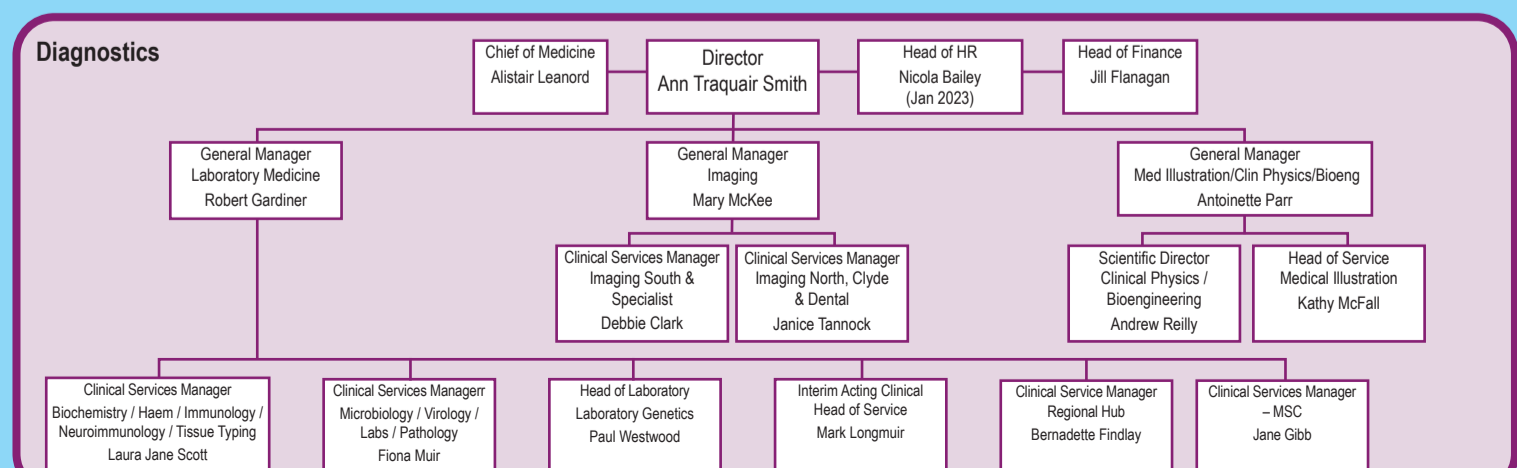 Diagnostics
Chief of Medicine
Alistair Leanord
Director
Ann Traquair Smith
Head of HR
Nicola Bailey
(Jan 2023)
Head of Finance
Jill Flanagan
General Manager
Laboratory Medicine
Robert Gardiner
General Manager
Imaging
Mary McKee
General Manager
Med Illustration/Clin Physics/Bioeng
Antoinette Parr
Clinical Services Manager
Imaging South &
Specialist
Debbie Clark
Clinical Services Manager
Imaging North, Clyde
& Dental
Janice Tannock
Scientific Director
Clinical Physics /
Bioengineering
Andrew Reilly
Head of Service
Medical Illustration
Kathy McFall
Clinical Services Manager
Biochemistry / Haem / Immunology /
Neuroimmunology / Tissue Typing
Laura Jane Scott
Clinical Services Managerr
Microbiology / Virology /
Labs / Pathology
Fiona Muir
Head of Laboratory
Laboratory Genetics
Paul Westwood
Interim Acting Clinical
Head of Service
Mark Longmuir
Clinical Service Manager
Regional Hub
Bernadette Findlay
Clinical Services Manager
– MSC
Jane Gibb